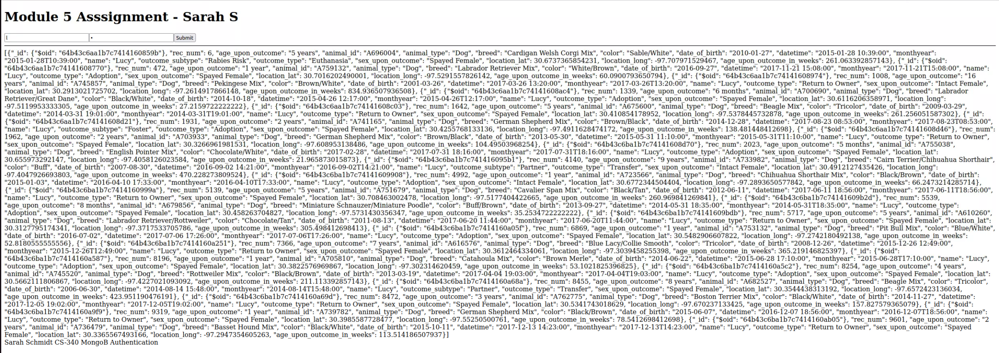 Module 5 Asssignment - Sarah S
l
•
Submit
[{"_id": {"$oid": "64b43c6aa1b7c7414160859b"}, "rec_num": 6, "age_upon_outcome": "5 years", "animal_id": "A696004", "animal_type": "Dog", "breed": "Cardigan Welsh Corgi Mix", "color": "Sable/White", "date_of_birth": "2010-01-27", "datetime": "2015-01-28 10:39:00", "monthyear":
"2015-01-28T10:39:00", "name": "Lucy", "outcome_subtype": "Rabies Risk", "outcome_type": "Euthanasia", "sex_upon_outcome": "Spayed Female", "location_lat": 30.6737365854231, "location_long": -97.707971529467, "age_upon_outcome_in_weeks": 261.063392857143}, {"_id": {"$oid":
"64b43c6aa1b7c74141608770"}, "rec_num": 472, "age_upon_outcome": "1 year", "animal_id": "A759132", "animal_type": "Dog", "breed": "Labrador Retriever Mix", "color": "White/Brown", "date_of_birth": "2016-09-27", "datetime": "2017-11-21 15:08:00", "monthyear": "2017-11-21T15:08:00", "name":
"Lucy", "outcome_type": "Adoption", "sex_upon_outcome": "Spayed Female", "location_lat": 30.7016202490001, "location_long": -97.5291557826142, "age_upon_outcome_in_weeks": 60.0900793650794}, {"_id": {"$oid": "64b43c6aa1b7c74141608974"}, "rec_num": 1008, "age_upon_outcome": "16
years", "animal_id": "A745857", "animal_type": "Dog", "breed": "Pekingese Mix", "color": "Brown/White", "date_of_birth": "2001-03-26", "datetime": "2017-03-26 13:20:00", "monthyear": "2017-03-26T13:20:00", "name": "Lucy", "outcome_type": "Return to Owner", "sex_upon_outcome": "Intact Female",
"location_lat": 30.2913021725702, "location_long": -97.2614917866148, "age_upon_outcome_in_weeks": 834.936507936508}, {"_id": {"$oid": "64b43c6aa1b7c74141608ac4"}, "rec_num": 1339, "age_upon_outcome": "6 months", "animal_id": "A700690", "animal_type": "Dog", "breed": "Labrador
Retriever/Great Dane", "color": "Black/White", "date_of_birth": "2014-10-18", "datetime": "2015-04-26 12:17:00", "monthyear": "2015-04-26T12:17:00", "name": "Lucy", "outcome_type": "Adoption", "sex_upon_outcome": "Spayed Female", "location_lat": 30.6116206358971, "location_long":
-97.5119953333305, "age_upon_outcome_in_weeks": 27.2159722222222}, {"_id": {"$oid": "64b43c6aa1b7c74141608c03"}, "rec_num": 1642, "age_upon_outcome": "5 years", "animal_id": "A675600", "animal_type": "Dog", "breed": "Beagle Mix", "color": "Tricolor", "date_of_birth": "2009-03-29",
"datetime": "2014-03-31 19:01:00", "monthyear": "2014-03-31T19:01:00", "name": "Lucy", "outcome_type": "Return to Owner", "sex_upon_outcome": "Spayed Female", "location_lat": 30.410854178952, "location_long": -97.5378445732878, "age_upon_outcome_in_weeks": 261.256051587302}, {"_id":
{"$oid": "64b43c6aa1b7c74141608d21"}, "rec_num": 1931, "age_upon_outcome": "2 years", "animal_id": "A741165", "animal_type": "Dog", "breed": "German Shepherd Mix", "color": "Brown/Black", "date_of_birth": "2014-12-28", "datetime": "2017-08-23 08:53:00", "monthyear": "2017-08-23T08:53:00",
"name": "Lucy", "outcome_subtype": "Foster", "outcome_type": "Adoption", "sex_upon_outcome": "Spayed Female", "location_lat": 30.4255768133136, "location_long": -97.4911628474172, "age_upon_outcome_in_weeks": 138.481448412698}, {"_id": {"$oid": "64b43c6aa1b7c74141608d46"}, "rec_num":
1962, "age_upon_outcome": "2 years", "animal_id": "A703933", "animal_type": "Dog", "breed": "German Shepherd Mix", "color": "Brown/Black", "date_of_birth": "2013-05-30", "datetime": "2015-05-31 11:10:00", "monthyear": "2015-05-31T11:10:00", "name": "Lucy", "outcome_type": "Return to Owner",
"sex_upon_outcome": "Spayed Female", "location_lat": 30.3266961981531, "location_long": -97.608953138486, "age_upon_outcome_in_weeks": 104.49503968254}, {"_id": {"$oid": "64b43c6ba1b7c74141608d70"}, "rec_num": 2023, "age_upon_outcome": "5 months", "animal_id": "A755038",
"animal_type": "Dog", "breed": "English Pointer Mix", "color": "Chocolate/White", "date_of_birth": "2017-02-28", "datetime": "2017-07-31 18:16:00", "monthyear": "2017-07-31T18:16:00", "name": "Lucy", "outcome_type": "Adoption", "sex_upon_outcome": "Spayed Female", "location_lat":
30.655973292147, "location_long": -97.4058126023584, "age_upon_outcome_in_weeks": 21.965873015873}, {"_id": {"$oid": "64b43c6ba1b7c741416095b1"}, "rec_num": 4140, "age_upon_outcome": "9 years", "animal_id": "A733982", "animal_type": "Dog", "breed": "Cairn Terrier/Chihuahua Shorthair",
"color": "Buff", "date_of_birth": "2007-08-30", "datetime": "2016-09-02 14:21:00", "monthyear": "2016-09-02T14:21:00", "name": "Lucy", "outcome_subtype": "Partner", "outcome_type": "Transfer", "sex_upon_outcome": "Intact Female", "location_lat": 30.4912127435426, "location_long":
-97.4047926693803, "age_upon_outcome_in_weeks": 470.228273809524}, {"_id": {"$oid": "64b43c6ba1b7c74141609908"}, "rec_num": 4992, "age_upon_outcome": "1 year", "animal_id": "A723566", "animal_type": "Dog", "breed": "Chihuahua Shorthair Mix", "color": "Black/Brown", "date_of_birth":
"2015-01-03", "datetime": "2016-04-10 17:33:00", "monthyear": "2016-04-10T17:33:00", "name": "Lucy", "outcome_type": "Adoption", "sex_upon_outcome": "Intact Female", "location_lat": 30.6772344504404, "location_long": -97.2893650577842, "age_upon_outcome_in_weeks": 66.2473214285714},
{"_id": {"$oid": "64b43c6ba1b7c7414160999a"}, "rec_num": 5139, "age_upon_outcome": "5 years", "animal_id": "A751679", "animal_type": "Dog", "breed": "Cavalier Span Mix", "color": "Black/Tan", "date_of_birth": "2012-06-11", "datetime": "2017-06-11 18:56:00", "monthyear": "2017-06-11T18:56:00",
"name": "Lucy", "outcome_type": "Return to Owner", "sex_upon_outcome": "Spayed Female", "location_lat": 30.708463002478, "location_long": -97.5177404422665, "age_upon_outcome_in_weeks": 260.969841269841}, {"_id": {"$oid": "64b43c6ba1b7c74141609b2d"}, "rec_num": 5539,
"age_upon_outcome": "8 months", "animal_id": "A679856", "animal_type": "Dog", "breed": "Miniature Schnauzer/Miniature Poodle", "color": "Buff/Brown", "date_of_birth": "2013-09-27", "datetime": "2014-05-31 18:35:00", "monthyear": "2014-05-31T18:35:00", "name": "Lucy", "outcome_type":
"Adoption", "sex_upon_outcome": "Spayed Female", "location_lat": 30.458263704827, "location_long": -97.5731430356347, "age_upon_outcome_in_weeks": 35.2534722222222}, {"_id": {"$oid": "64b43c6ba1b7c74141609bdb"}, "rec_num": 5717, "age_upon_outcome": "5 years", "animal_id": "A610260",
"animal_type": "Dog", "breed": "Labrador Retriever/Rottweiler", "color": "Chocolate/Tan", "date_of_birth": "2011-08-13", "datetime": "2017-06-20 11:44:00", "monthyear": "2017-06-20T11:44:00", "name": "Lucy", "outcome_type": "Return to Owner", "sex_upon_outcome": "Spayed Female", "location_lat":
30.3127795174341, "location_long": -97.3717533705786, "age_upon_outcome_in_weeks": 305.498412698413}, {"_id": {"$oid": "64b43c6ba1b7c7414160a05f"}, "rec_num": 6869, "age_upon_outcome": "1 year", "animal_id": "A753132", "animal_type": "Dog", "breed": "Pit Bull Mix", "color": "Blue/White",
"date_of_birth": "2016-07-02", "datetime": "2017-07-06 17:26:00", "monthyear": "2017-07-06T17:26:00", "name": "Lucy", "outcome_type": "Adoption", "sex_upon_outcome": "Spayed Female", "location_lat": 30.5482906607822, "location_long": -97.2742180492138, "age_upon_outcome_in_weeks":
52.8180555555556}, {"_id": {"$oid": "64b43c6ba1b7c7414160a251"}, "rec_num": 7366, "age_upon_outcome": "7 years", "animal_id": "A616576", "animal_type": "Dog", "breed": "Blue Lacy/Collie Smooth", "color": "Tricolor", "date_of_birth": "2008-12-26", "datetime": "2015-12-26 12:49:00",
"monthyear": "2015-12-26T12:49:00", "name": "Lucy", "outcome_type": "Return to Owner", "sex_upon_outcome": "Spayed Female", "location_lat": 30.3612464334061, "location_long": -97.3039458255398, "age_upon_outcome_in_weeks": 365.219146825397}, {"_id": {"$oid":
"64b43c6ba1b7c7414160a587"}, "rec_num": 8196, "age_upon_outcome": "1 year", "animal_id": "A705810", "animal_type": "Dog", "breed": "Catahoula Mix", "color": "Brown Merle", "date_of_birth": "2014-06-22", "datetime": "2015-06-28 17:10:00", "monthyear": "2015-06-28T17:10:00", "name": "Lucy",
"outcome_type": "Adoption", "sex_upon_outcome": "Spayed Female", "location_lat": 30.3822576969867, "location_long": -97.302314620459, "age_upon_outcome_in_weeks": 53.1021825396825}, {"_id": {"$oid": "64b43c6ba1b7c7414160a5c2"}, "rec_num": 8254, "age_upon_outcome": "4 years",
"animal_id": "A745520", "animal_type": "Dog", "breed": "Rottweiler Mix", "color": "Black/Brown", "date_of_birth": "2013-03-19", "datetime": "2017-04-04 19:03:00", "monthyear": "2017-04-04T19:03:00", "name": "Lucy", "outcome_type": "Adoption", "sex_upon_outcome": "Spayed Female", "location_lat":
30.5662111806867, "location_long": -97.4227021093092, "age_upon_outcome_in_weeks": 211.113392857143}, {"_id": {"$oid": "64b43c6ba1b7c7414160a68a"}, "rec_num": 8455, "age_upon_outcome": "8 years", "animal_id": "A682527", "animal_type": "Dog", "breed": "Beagle Mix", "color": "Tricolor",
"date_of_birth": "2006-06-30", "datetime": "2014-08-14 15:48:00", "monthyear": "2014-08-14T15:48:00", "name": "Lucy", "outcome_subtype": "Partner", "outcome_type": "Transfer", "sex_upon_outcome": "Spayed Female", "location_lat": 30.3544438313192, "location_long": -97.6572423136034,
"age_upon_outcome_in_weeks": 423.951190476191}, {"_id": {"$oid": "64b43c6ba1b7c7414160a69d"}, "rec_num": 8472, "age_upon_outcome": "3 years", "animal_id": "A762775", "animal_type": "Dog", "breed": "Boston Terrier Mix", "color": "Black/White", "date_of_birth": "2014-11-27", "datetime":
"2017-12-05 19:02:00", "monthyear": "2017-12-05T19:02:00", "name": "Lucy", "outcome_type": "Return to Owner", "sex_upon_outcome": "Spayed Female", "location_lat": 30.5341743018629, "location_long": -97.670237133425, "age_upon_outcome_in_weeks": 157.827579365079}, {"_id": {"$oid":
"64b43c6ba1b7c7414160a9f9"}, "rec_num": 9319, "age_upon_outcome": "1 year", "animal_id": "A739782", "animal_type": "Dog", "breed": "German Shepherd Mix", "color": "Black/Brown", "date_of_birth": "2015-06-07", "datetime": "2016-12-07 18:56:00", "monthyear": "2016-12-07T18:56:00", "name":
"Lucy", "outcome_type": "Return to Owner", "sex_upon_outcome": "Spayed Female", "location_lat": 30.3985587728477, "location_long": -97.55250500761, "age_upon_outcome_in_weeks": 78.5412698412698}, {"_id": {"$oid": "64b43c6ba1b7c7414160ab05"}, "rec_num": 9601, "age_upon_outcome": "2
years", "animal_id": "A736479", "animal_type": "Dog", "breed": "Basset Hound Mix", "color": "Black/White", "date_of_birth": "2015-10-11", "datetime": "2017-12-13 14:23:00", "monthyear": "2017-12-13T14:23:00", "name": "Lucy", "outcome_type": "Return to Owner", "sex_upon_outcome": "Spayed
Female", "location_lat": 30.3365567493166, "location_long": -97.2947354605263, "age_upon_outcome_in_weeks": 113.514186507937}]
Sarah Schmidt CS-340 MongoB Authentication